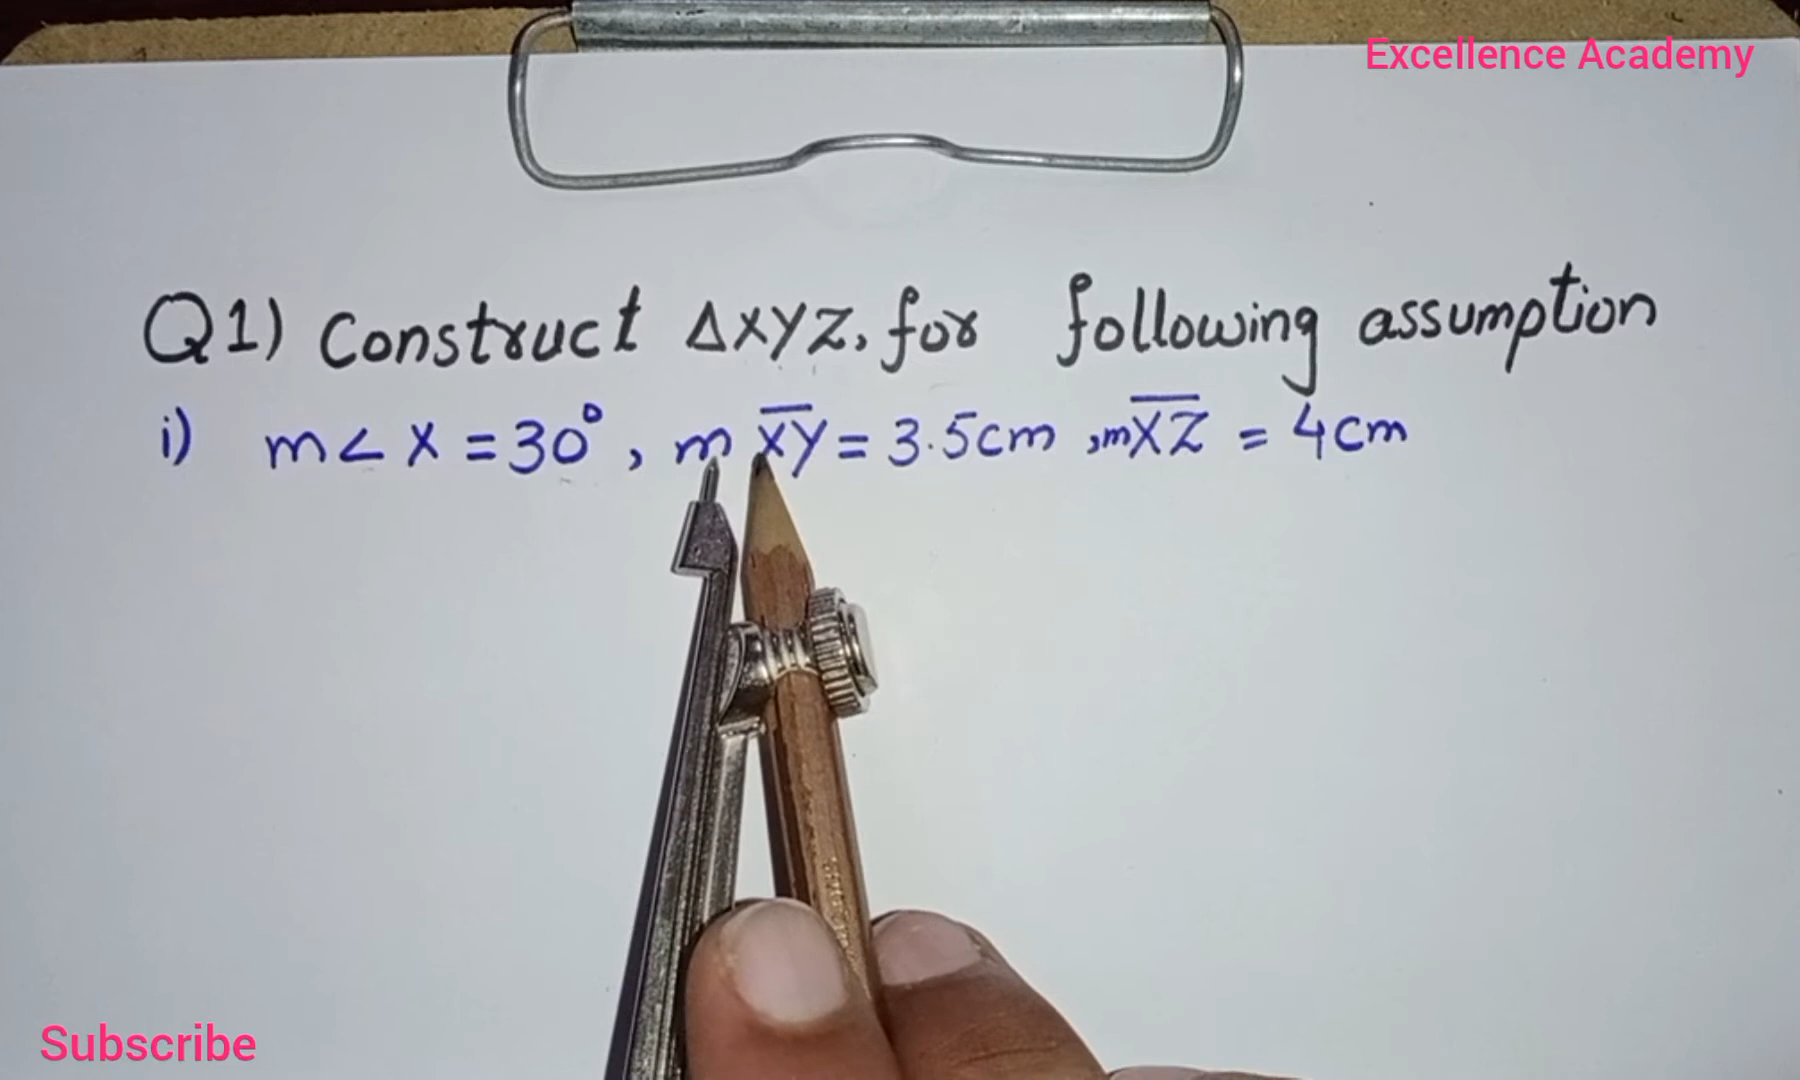 Excellence Academy
Q1) Construct ΔXYZ, for following assumption
i) m∠X = 30°, m X̅Y̅ = 3.5cm, mX̅Z̅ = 4cm
Subscribe